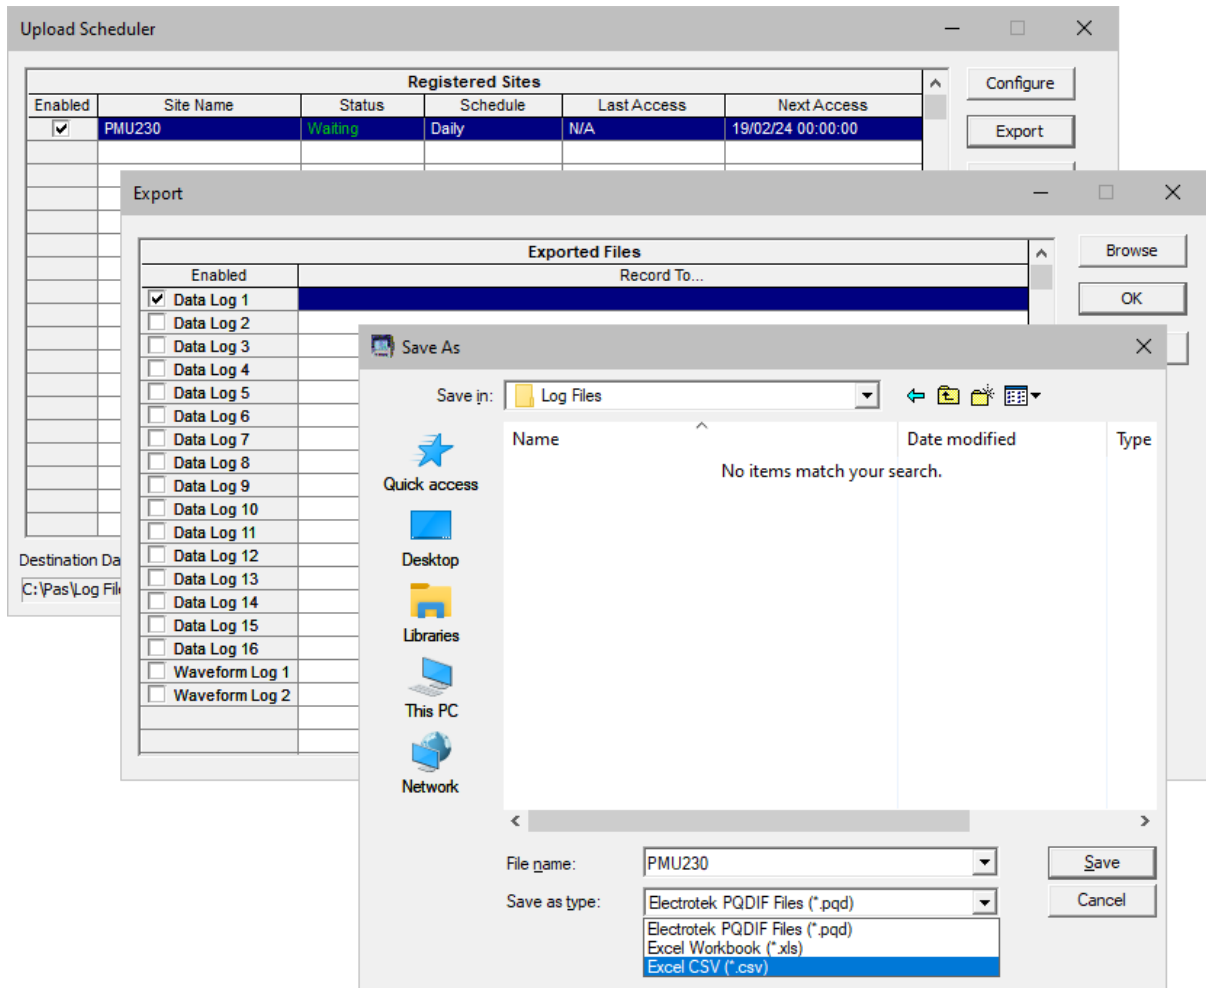 Upload Scheduler
Registered Sites
Enabled Site Name Status Schedule Last Access Next Access
PMU230 Waiting Daily N/A 19/02/24 00:00:00
Configure
Export
Export
Exported Files
Enabled Record To...
Data Log 1
Data Log 2
Data Log 3
Data Log 4
Data Log 5
Data Log 6
Data Log 7
Data Log 8
Data Log 9
Data Log 10
Data Log 11
Data Log 12
Data Log 13
Data Log 14
Data Log 15
Data Log 16
Waveform Log 1
Waveform Log 2
Browse
OK
Destination Da
C:\Pas\Log File
Save As
Save in: Log Files
Name Date modified Type
No items match your search.
Quick access
Desktop
Libraries
This PC
Network
File name: PMU230
Save
Save as type: Electrotek PQDIF Files (*.pqd)
Cancel
Electrotek PQDIF Files (*.pqd)
Excel Workbook (*.xls)
Excel CSV (*.csv)